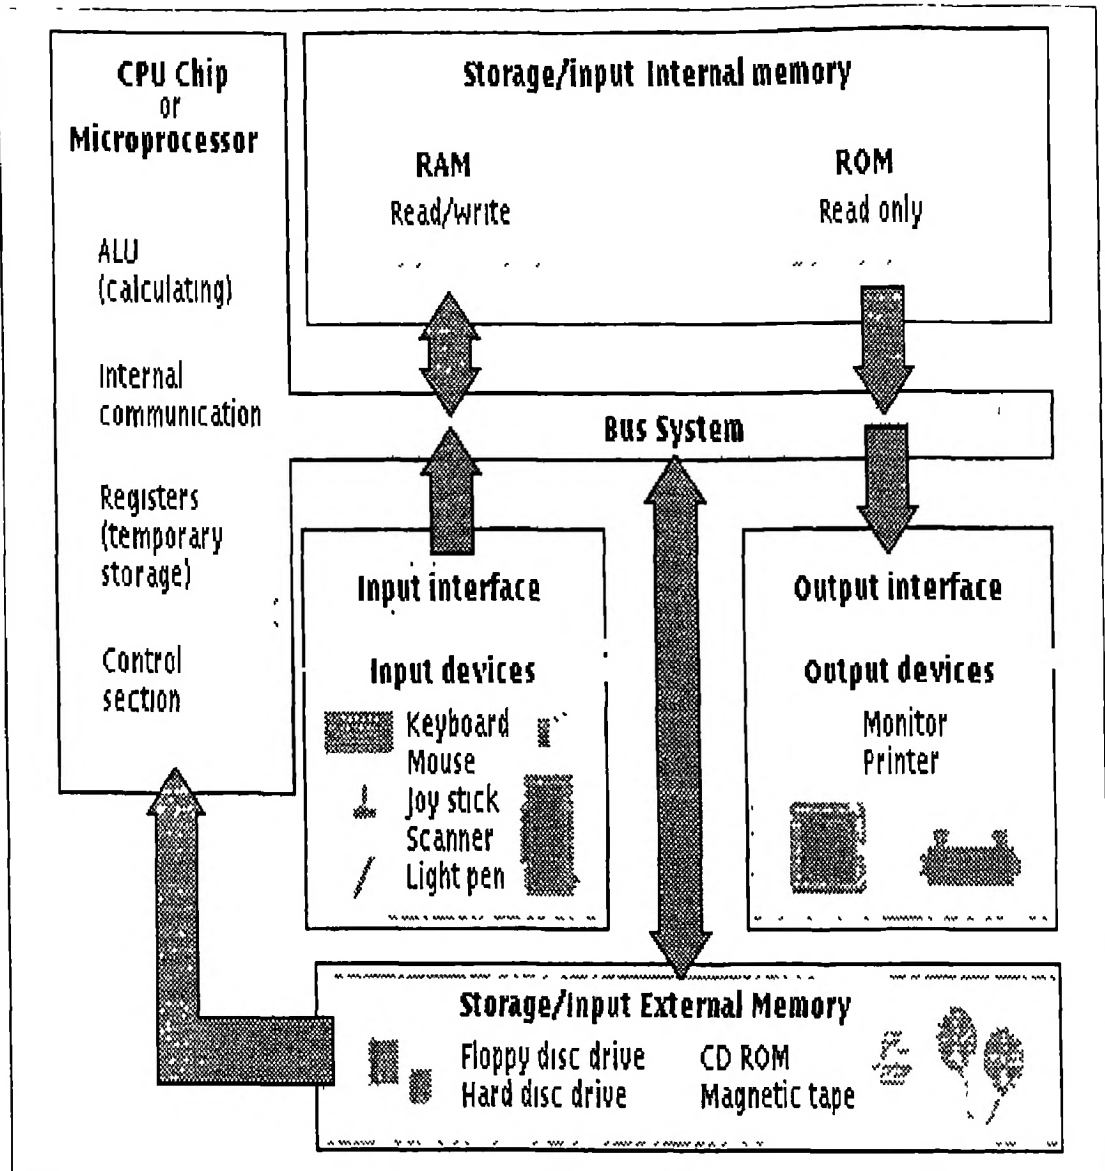 CPU Chip
or
Microprocessor
ALU
(calculating)
Internal
communication
Registers
(temporary
storage)
Control
section
Storage/input Internal memory
RAM
Read/write
ROM
Read only
Bus System
Input interface
Input devices
Keyboard
Mouse
Joy stick
Scanner
Light pen
Output interface
Output devices
Monitor
Printer
Storage/Input External Memory
Floppy disc drive
Hard disc drive
CD ROM
Magnetic tape